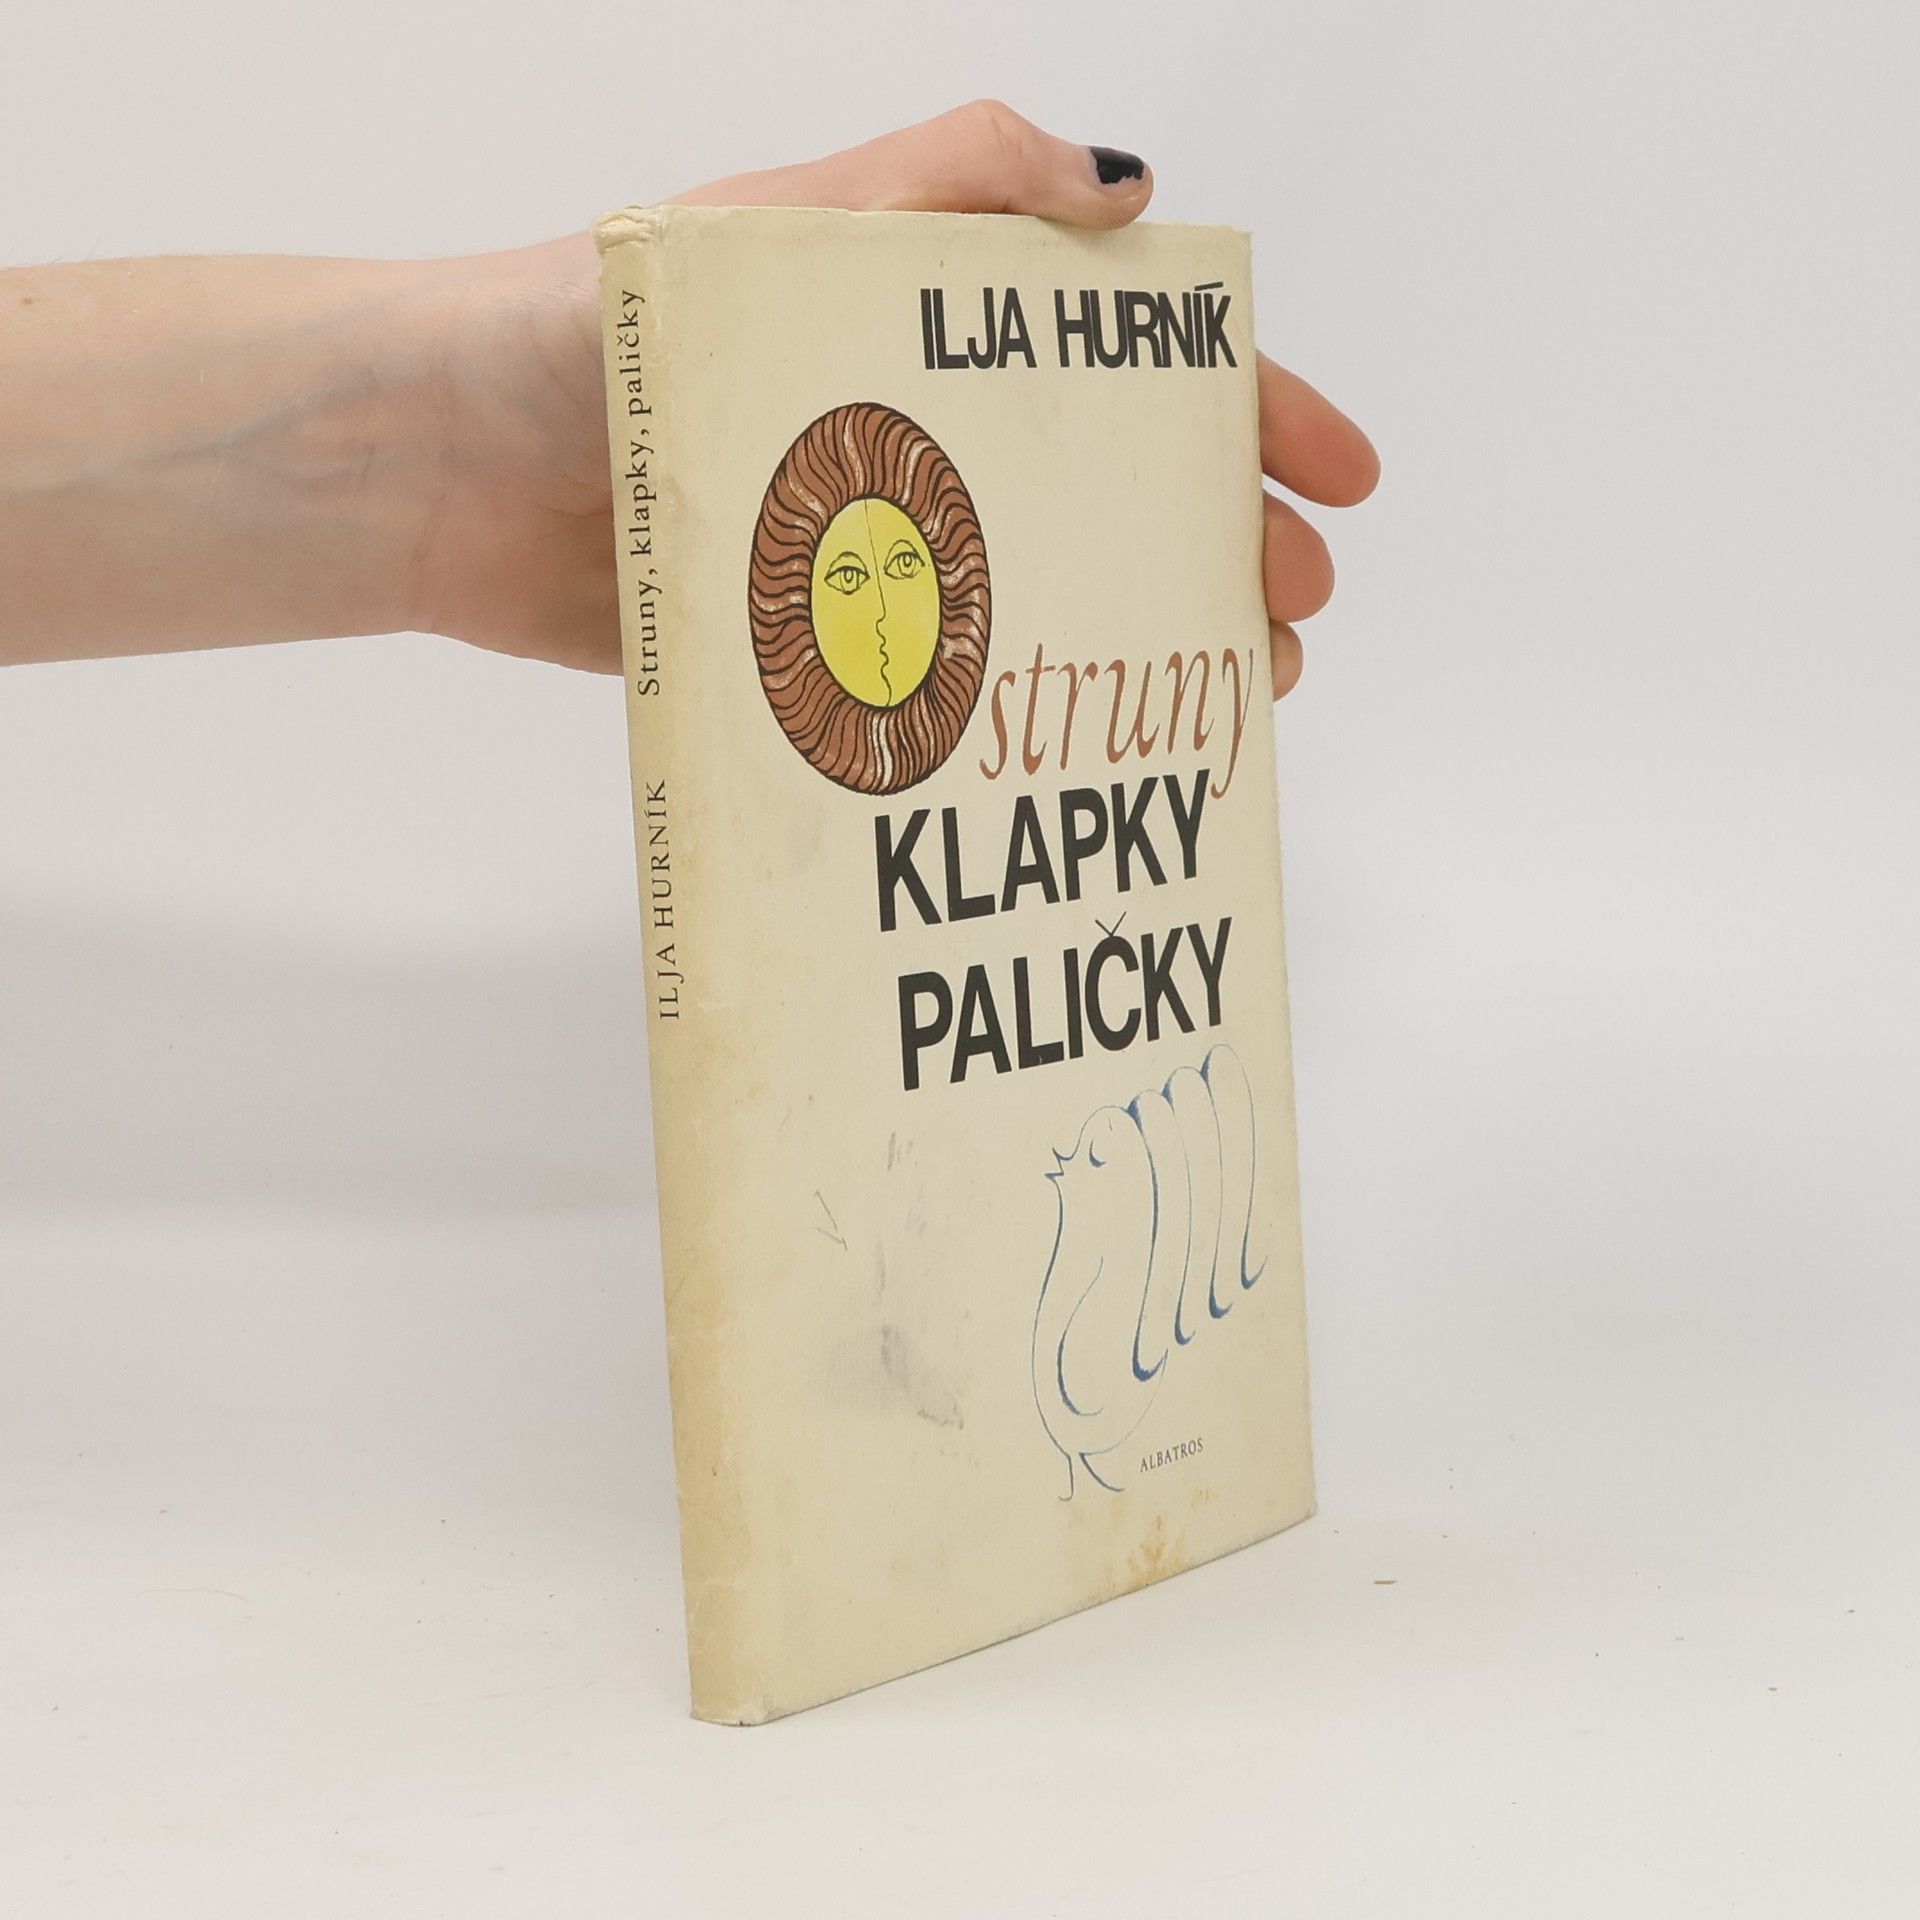 ILJA HURNÍK
struny
KLAPKY
PALIČKY
ALBATROS
ILJA HURNÍK Struny, klapky, paličky